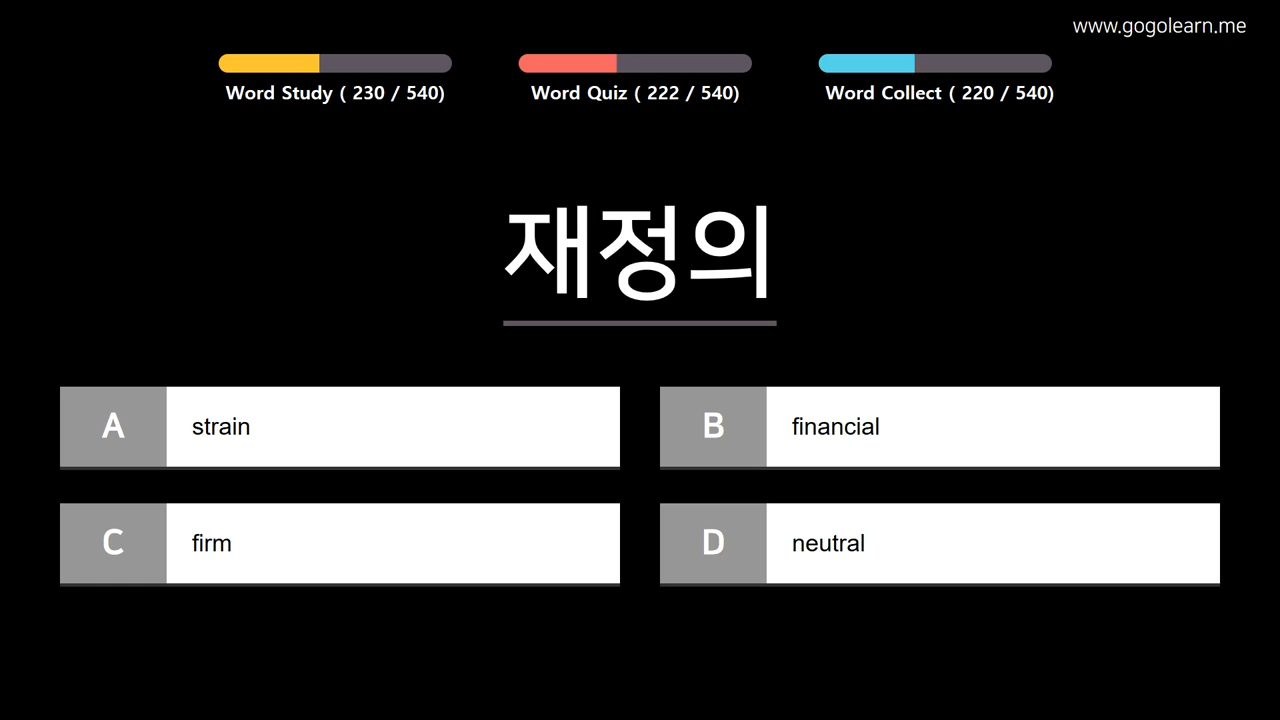 www.gogolearn.me
Word Study ( 230 / 540)
Word Quiz ( 222 / 540)
Word Collect ( 220 / 540)
재정의
A strain
B financial
C firm
D neutral